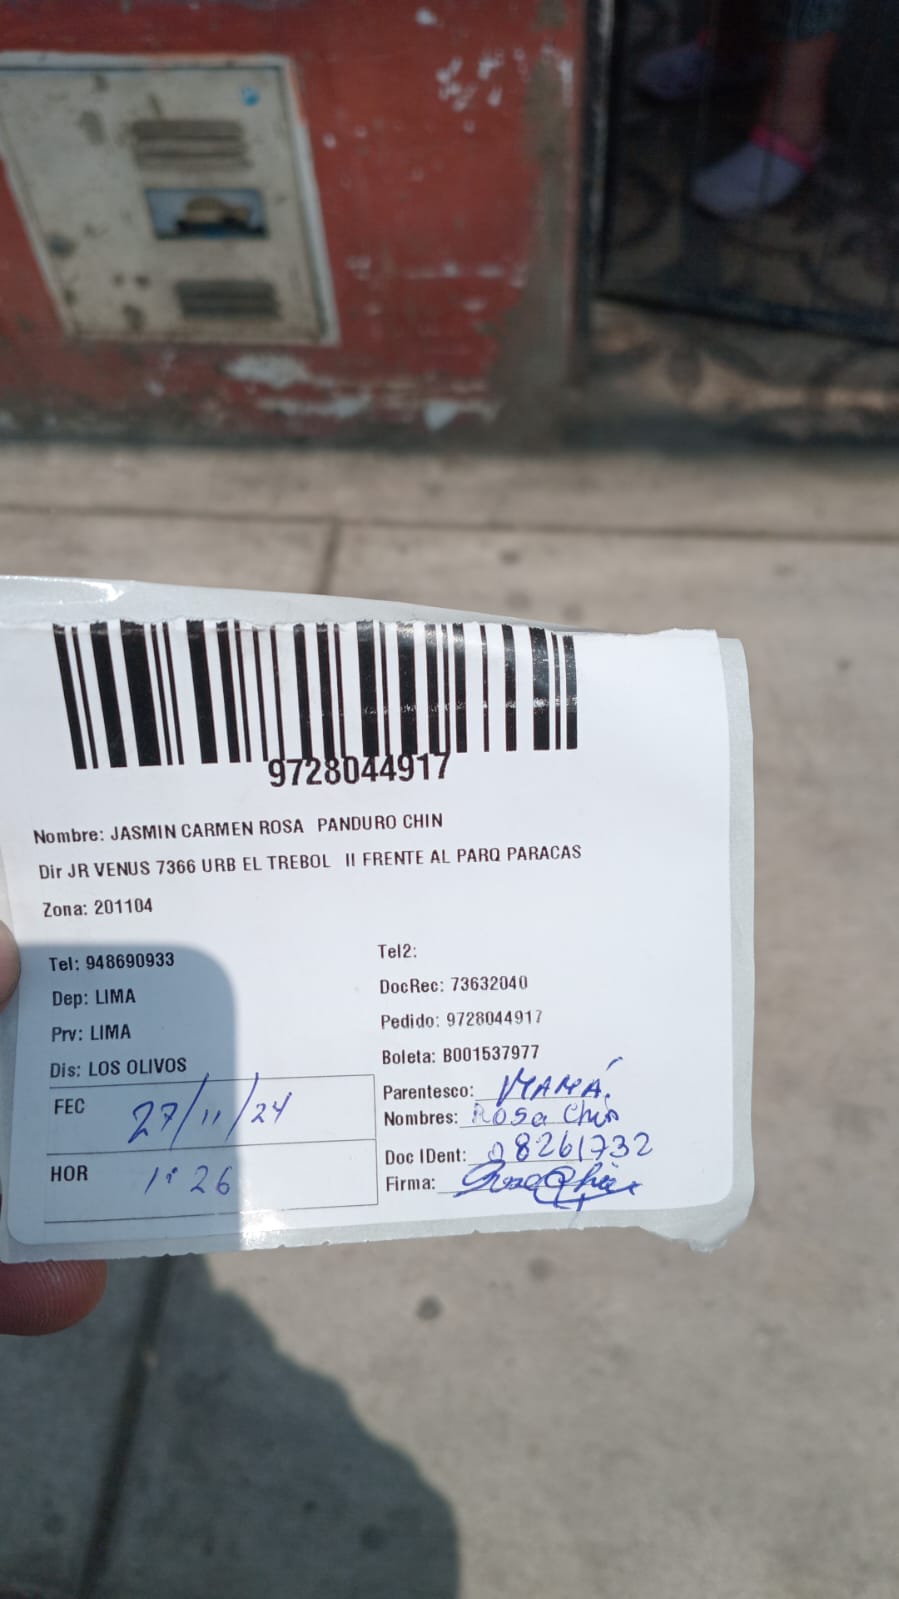 9728044917
Nombre: JASMIN CARMEN ROSA PANDURO CHIN
Dir JR VENUS 7366 URB EL TREBOL II FRENTE AL PARQ PARACAS
Zona: 201104
Tel: 948690933
Tel2:
Dep: LIMA
DocRec: 73632040
Prv: LIMA
Pedido: 9728044917
Dis: LOS OLIVOS
Boleta: B001537977
FEC 27/11/24
Parentesco: MAMÁ.
Nombres: Rosa Chin
HOR 1:26
Doc IDent: 08261732
Firma: Rosa Chin